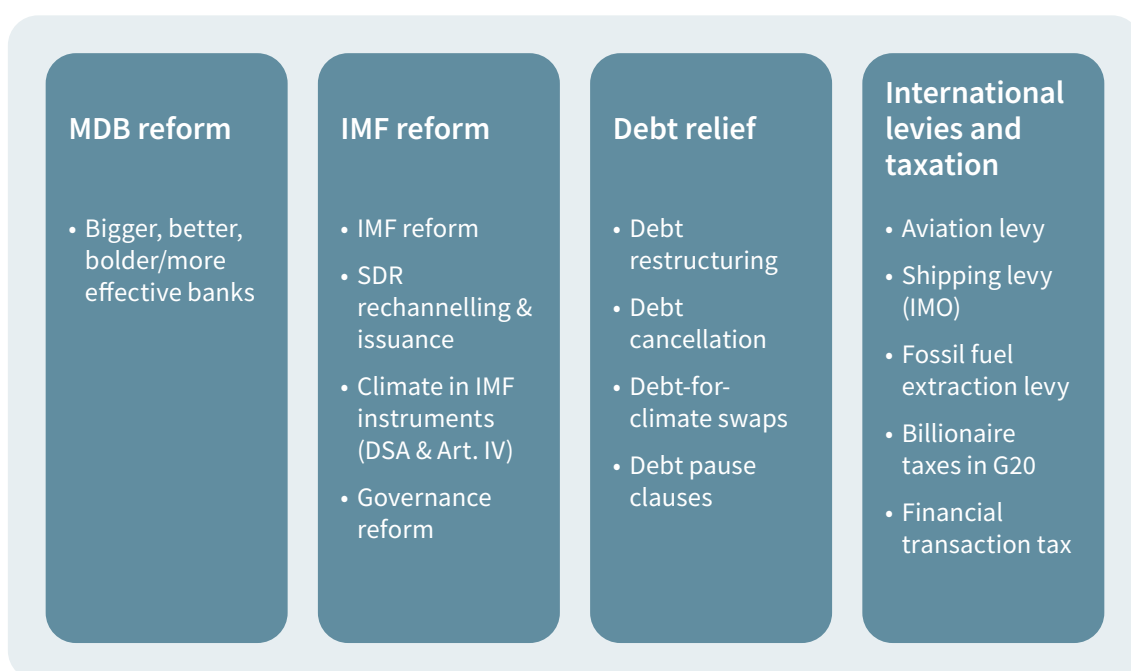 MDB reform
• Bigger, better,
bolder/more
effective banks
IMF reform
• IMF reform
• SDR
rechannelling &
issuance
• Climate in IMF
instruments
(DSA & Art. IV)
• Governance
reform
Debt relief
• Debt
restructuring
• Debt
cancellation
• Debt-for-
climate swaps
• Debt pause
clauses
International
levies and
taxation
• Aviation levy
• Shipping levy
(IMO)
• Fossil fuel
extraction levy
• Billionaire
taxes in G20
• Financial
transaction tax